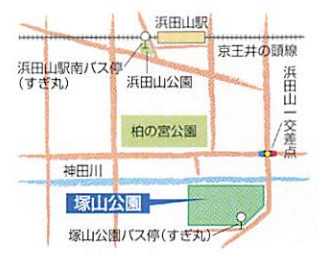 浜田山駅
京王井の頭線
浜田山駅南バス停
(すぎ丸)
浜田山公園
浜田山一交差点
柏の宮公園
神田川
塚山公園
塚山公園バス停(すぎ丸)